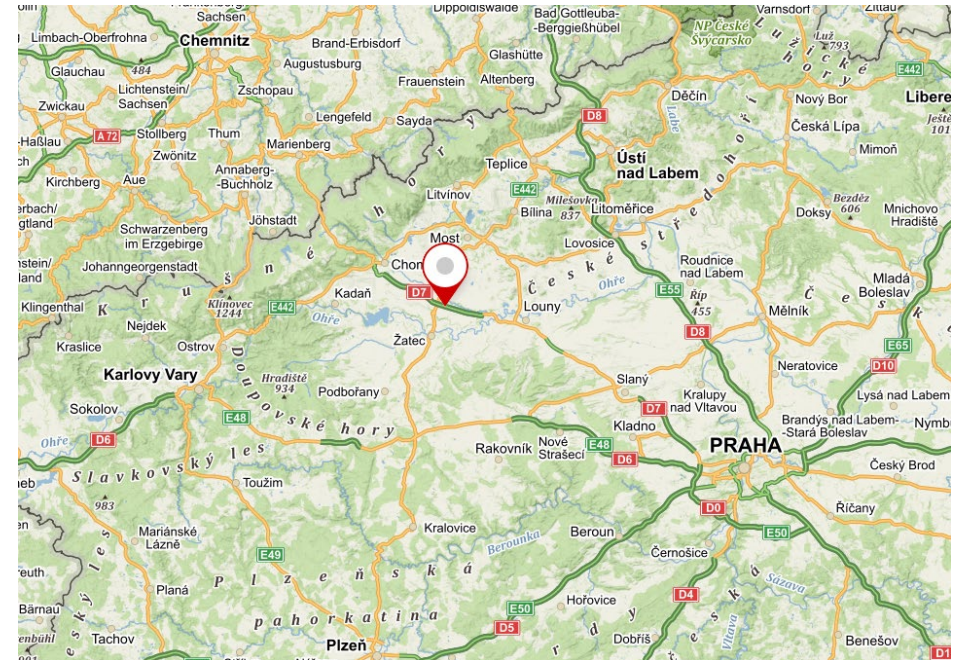 Dippoldiswalde
Bad Gottleuba-
-Berggießhübel
Varnsdorf
Zittau
Sachsen
Limbach-Oberfrohna
Chemnitz
Brand-Erbisdorf
Glashütte
NP České
Švýcarsko
Luž
793
Lužické
hory
Augustusburg
Glauchau
484
Frauenstein
Altenberg
E442
Lichtenstein/
Sachsen
Zschopau
Děčín
Nový Bor
Zwickau
Lengefeld
Sayda
D8
Labe
Ještě
101
A 72
Stollberg
Thum
Česká Lípa
-Haßlau
Marienberg
Zwönitz
Mimoň
Teplice
Ústí
nad Labem
Kirchberg
Aue
Annaberg-
-Buchholz
Litvínov
E442
Milešovka
837
Litoměřice
Bílina
Bezděz
606
Doksy
Mnichovo
Hradiště
Jöhstadt
Schwarzenberg
im Erzgebirge
Most
Lovosice
České středohoří
Krušné hory
Johanngeorgenstadt
Roudnice
nad Labem
Mladá
Boleslav
D7
Kadaň
Ohře
E55
Říp
455
Klingenthal
Klínovec
1244
E442
Ohře
Louny
Mělník
Nejdek
D8
Kraslice
Ostrov
Žatec
E65
Neratovice
D10
Karlovy Vary
Hradiště
934
Podbořany
Slaný
Kralupy
nad Vltavou
Lysá nad Labem
Sokolov
Doupovské hory
E48
D7
Kladno
Brandýs nad Labem-
-Stará Boleslav
Nymb
Ohře
D6
Rakovník
Nové
Strašecí
E48
D6
PRAHA
Slavkovský les
Český Brod
Toužim
983
D0
Říčany
Mariánské
Lázně
Kralovice
Berounka
Beroun
E50
Černošice
E49
Plzeňská
pahorkatina
Sázava
Planá
D4
Bärnau
E50
Hořovice
D5
Vltava
Tachov
Plzeň
Dobříš
Benešov
D1